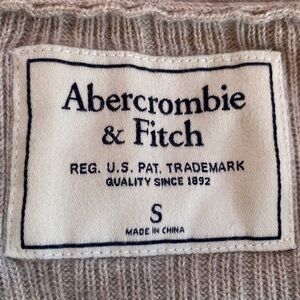 Abercrombie
& Fitch
REG. U.S. PAT. TRADEMARK
QUALITY SINCE 1892
S
MADE IN CHINA